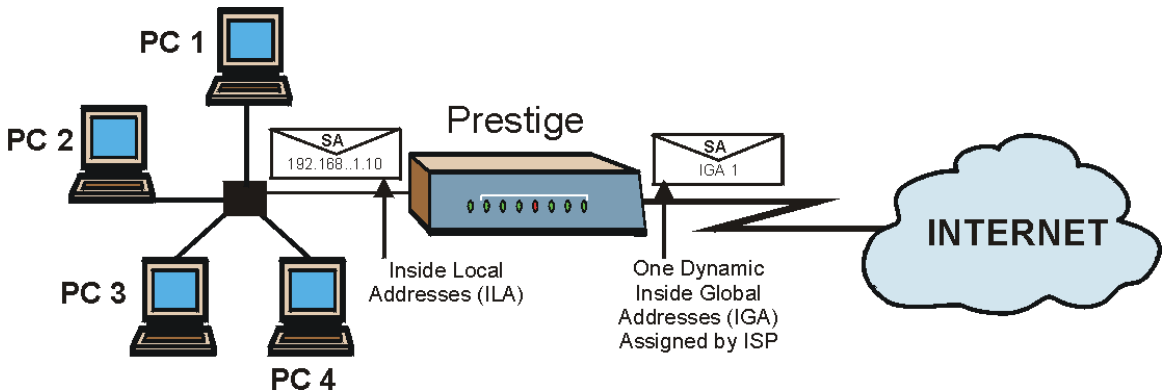 PC 1
PC 2
PC 3
PC 4
SA
192.168..1.10
Prestige
SA
IGA 1
INTERNET
Inside Local
Addresses (ILA)
One Dynamic
Inside Global
Addresses (IGA)
Assigned by ISP